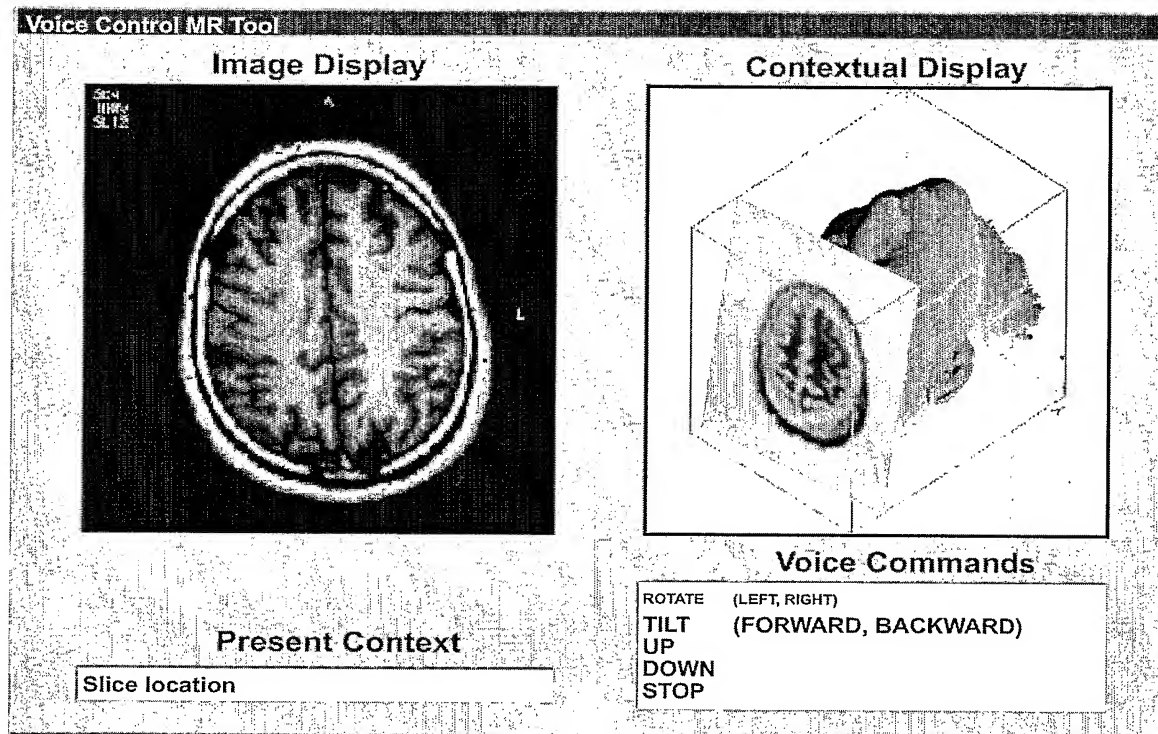 Voice Control MR Tool
Image Display
A
L
Contextual Display
Present Context
Slice location
Voice Commands
ROTATE (LEFT, RIGHT)
TILT (FORWARD, BACKWARD)
UP
DOWN
STOP